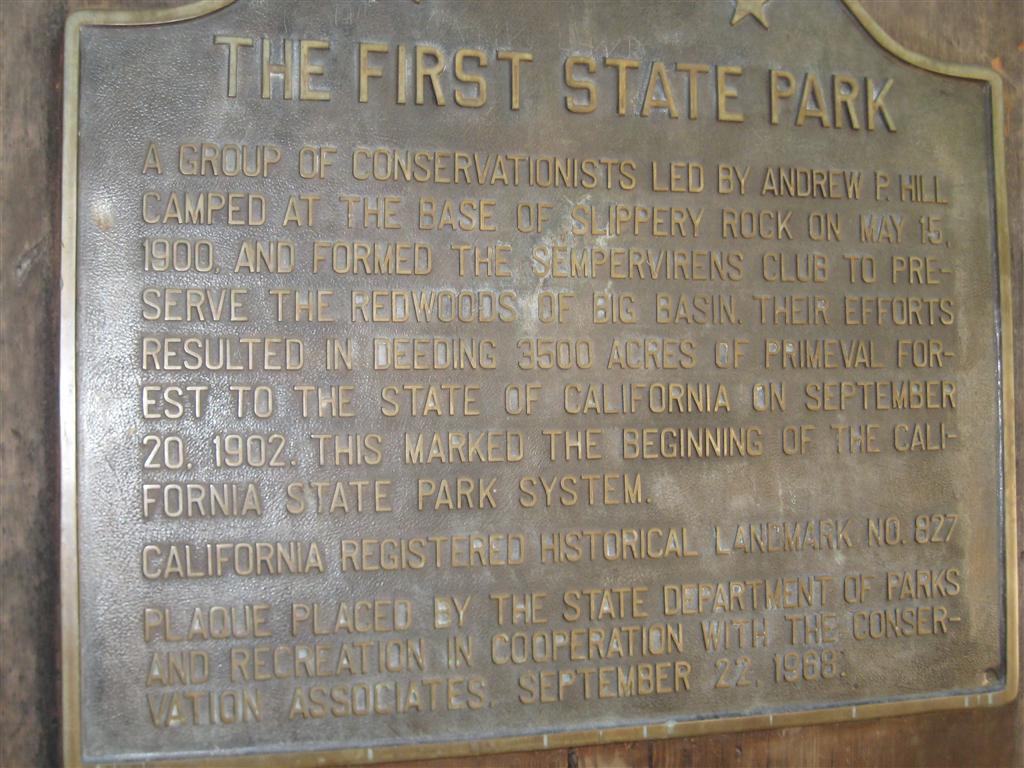 THE FIRST STATE PARK
A GROUP OF CONSERVATIONISTS LED BY ANDREW P. HILL
CAMPED AT THE BASE OF SLIPPERY ROCK ON MAY 15,
1900, AND FORMED THE SEMPERVIRENS CLUB TO PRE-
SERVE THE REDWOODS OF BIG BASIN. THEIR EFFORTS
RESULTED IN DEEDING 3500 ACRES OF PRIMEVAL FOR-
EST TO THE STATE OF CALIFORNIA ON SEPTEMBER
20, 1902. THIS MARKED THE BEGINNING OF THE CALI-
FORNIA STATE PARK SYSTEM.
CALIFORNIA REGISTERED HISTORICAL LANDMARK NO. 827
PLAQUE PLACED BY THE STATE DEPARTMENT OF PARKS
AND RECREATION IN COOPERATION WITH THE CONSER-
VATION ASSOCIATES, SEPTEMBER 22, 1968.